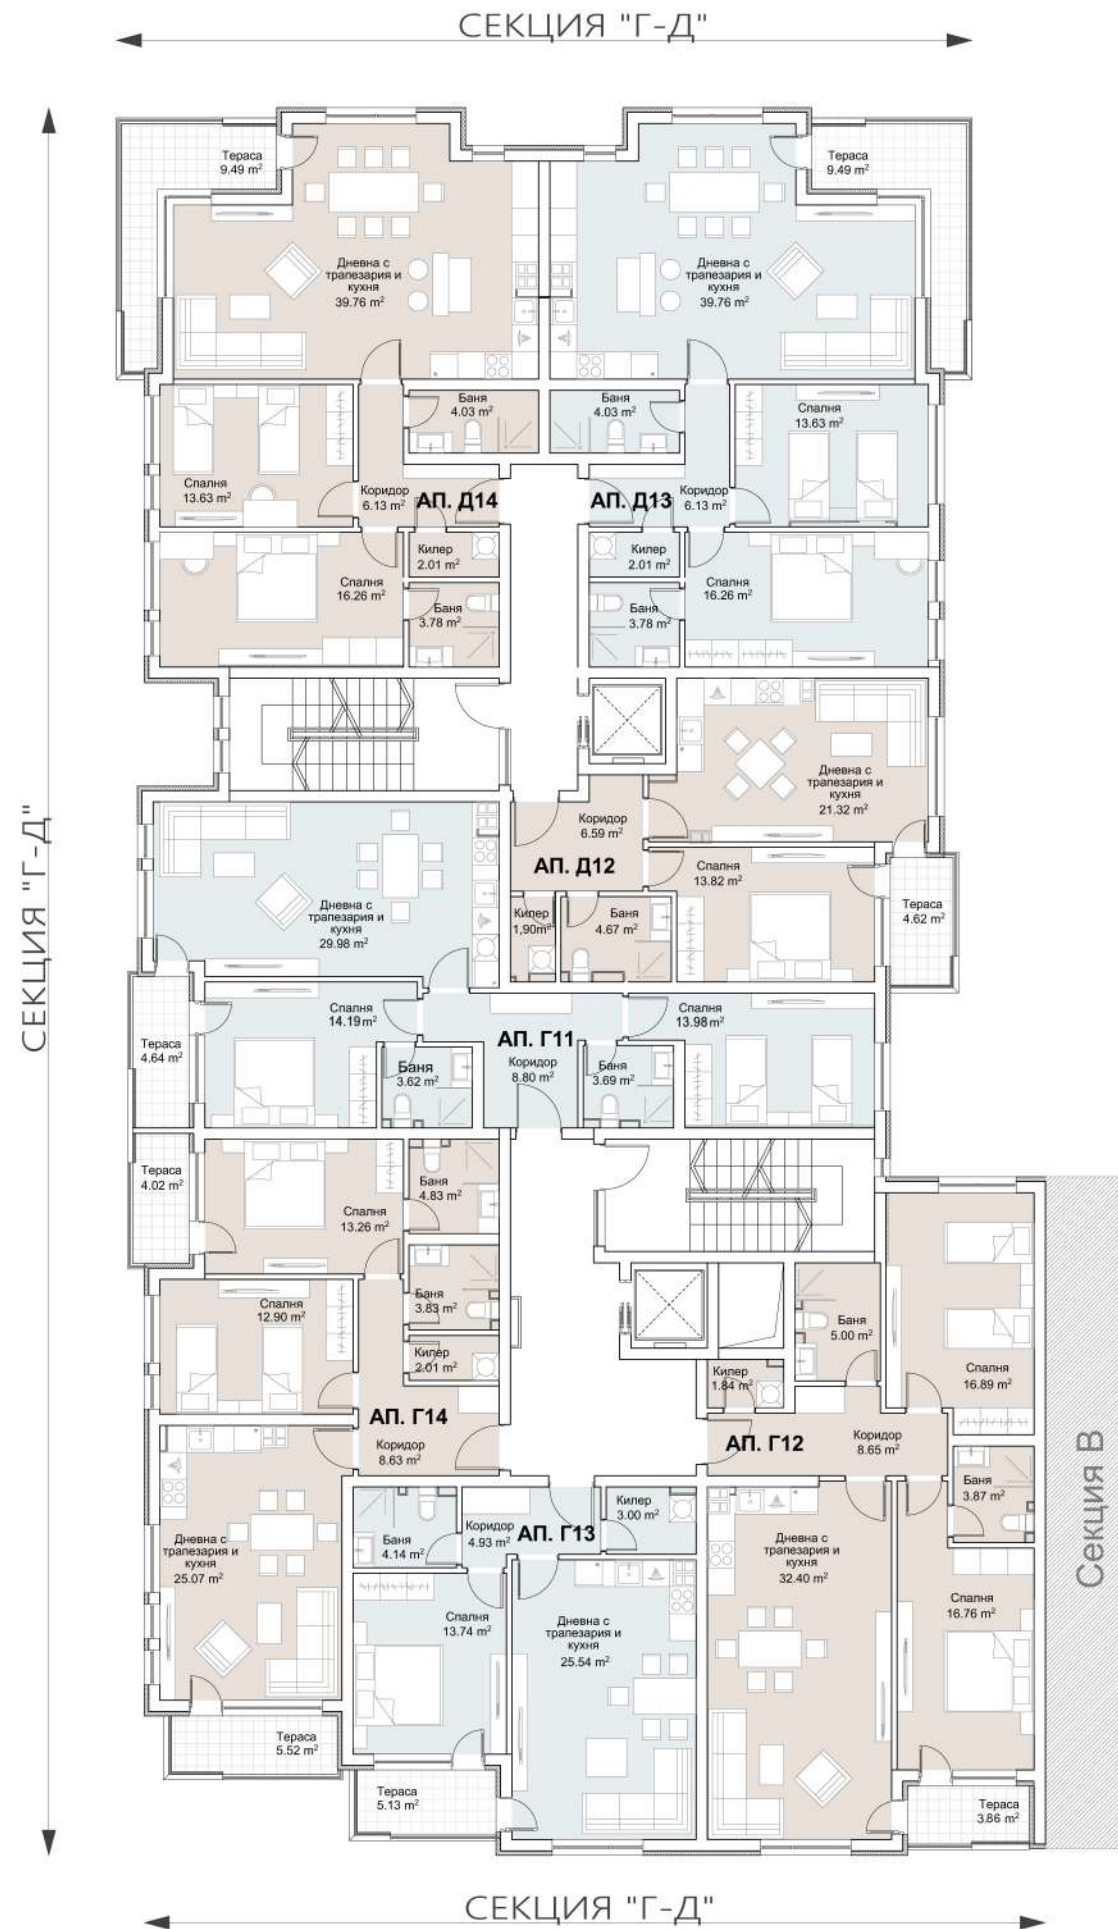 СЕКЦИЯ "Г-Д"
СЕКЦИЯ "Г-Д"
Тераса
9.49 m²
Тераса
9.49 m²
Дневна с
трапезария и
кухня
39.76 m²
Дневна с
трапезария и
кухня
39.76 m²
Баня
4.03 m²
Баня
4.03 m²
Спалня
13.63 m²
Спалня
13.63 m²
Коридор
6.13 m²
АП. Д14
АП. Д13
Коридор
6.13 m²
Килер
2.01 m²
Килер
2.01 m²
Спалня
16.26 m²
Спалня
16.26 m²
Баня
3.78 m²
Баня
3.78 m²
Дневна с
трапезария и
кухня
21.32 m²
Коридор
6.59 m²
АП. Д12
Спалня
13.82 m²
Тераса
4.62 m²
Килер
1,90m²
Баня
4.67 m²
Дневна с
трапезария и
кухня
29.98 m²
Спалня
14.19 m²
Спалня
13.98 m²
АП. Г11
Коридор
8.80 m²
Тераса
4.64 m²
Баня
3.62 m²
Баня
3.69 m²
Тераса
4.02 m²
Баня
4.83 m²
Спалня
13.26 m²
Баня
3.83 m²
Спалня
12.90 m²
Килер
2.01 m²
Баня
5.00 m²
Спалня
16.89 m²
Килер
1.84 m²
АП. Г14
Коридор
8.63 m²
АП. Г12
Коридор
8.65 m²
Баня
3.87 m²
Секция В
Килер
3.00 m²
Коридор
4.93 m²
АП. Г13
Баня
4.14 m²
Дневна с
трапезария и
кухня
25.07 m²
Дневна с
трапезария и
кухня
32.40 m²
Спалня
16.76 m²
Спалня
13.74 m²
Дневна с
трапезария и
кухня
25.54 m²
Тераса
5.52 m²
Тераса
5.13 m²
Тераса
3.86 m²
СЕКЦИЯ "Г-Д"